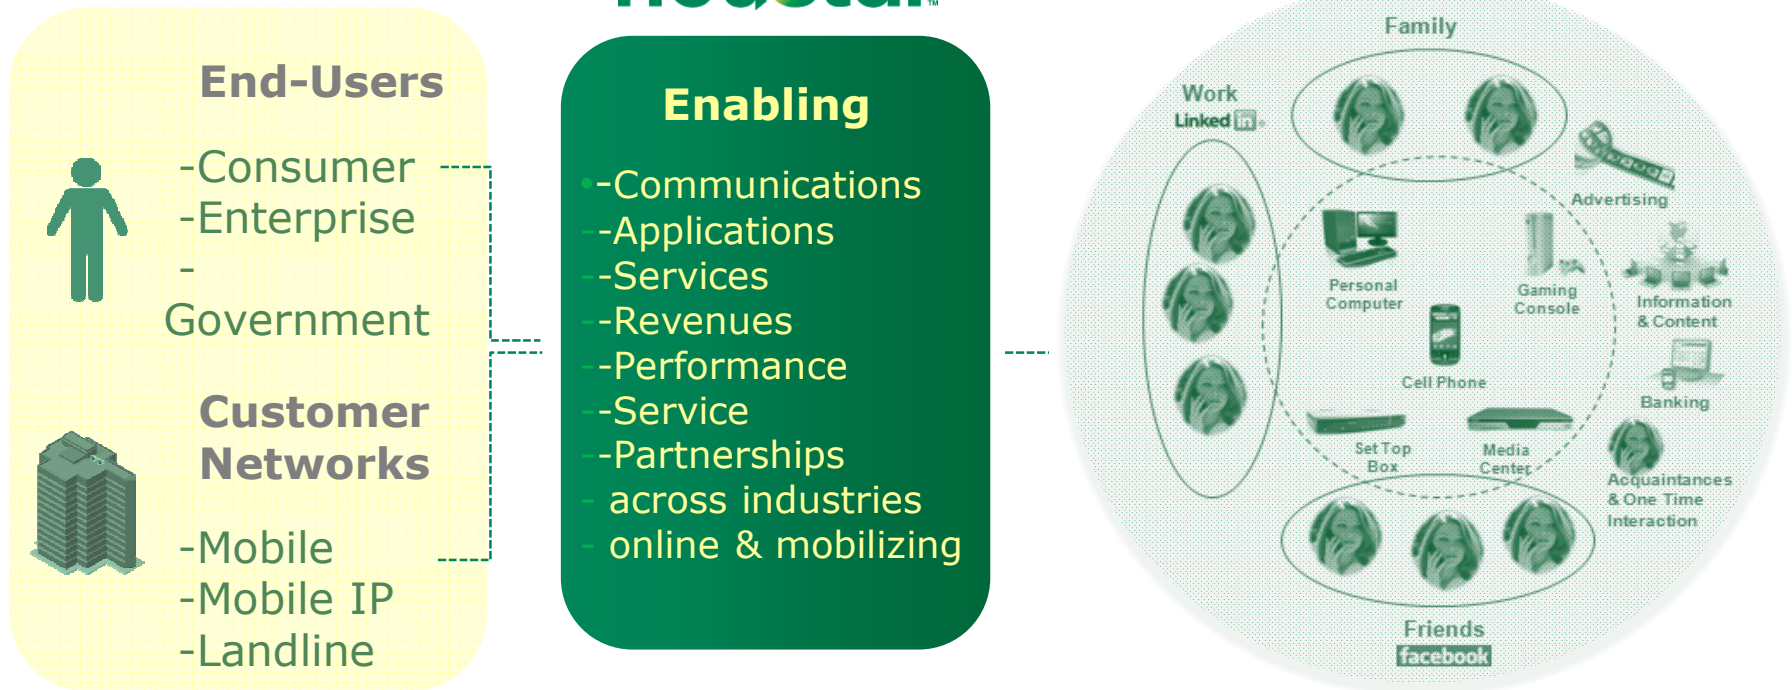 End-Users
-Consumer
-Enterprise
-
Government
Customer
Networks
-Mobile
-Mobile IP
-Landline
Enabling
•-Communications
--Applications
--Services
--Revenues
--Performance
--Service
--Partnerships
- across industries
- online & mobilizing
Family
Work
Linked in®
Advertising
Personal
Computer
Gaming
Console
Information
& Content
Cell Phone
Banking
Set Top
Box
Media
Center
Acquaintances
& One Time
Interaction
Friends
facebook